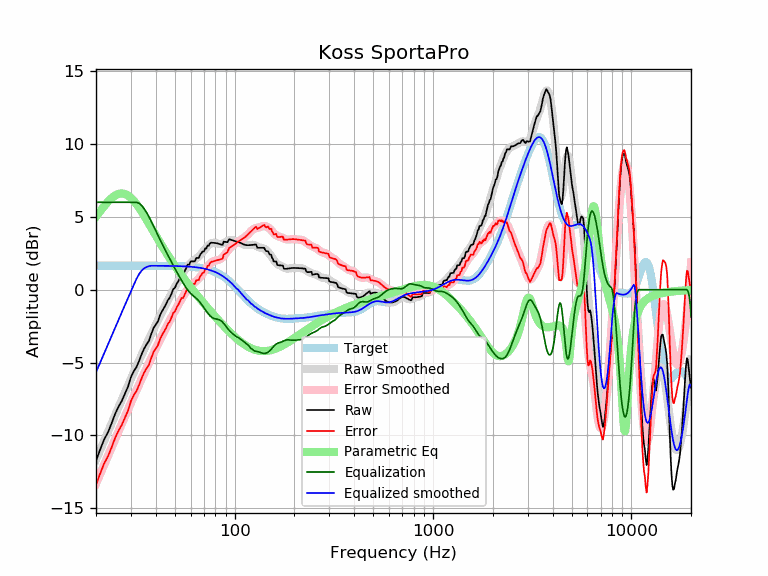 Koss SportaPro
15
10
5
0
−5
−10
−15
Amplitude (dBr)
Target
Raw Smoothed
Error Smoothed
Raw
Error
Parametric Eq
Equalization
Equalized smoothed
100
1000
10000
Frequency (Hz)